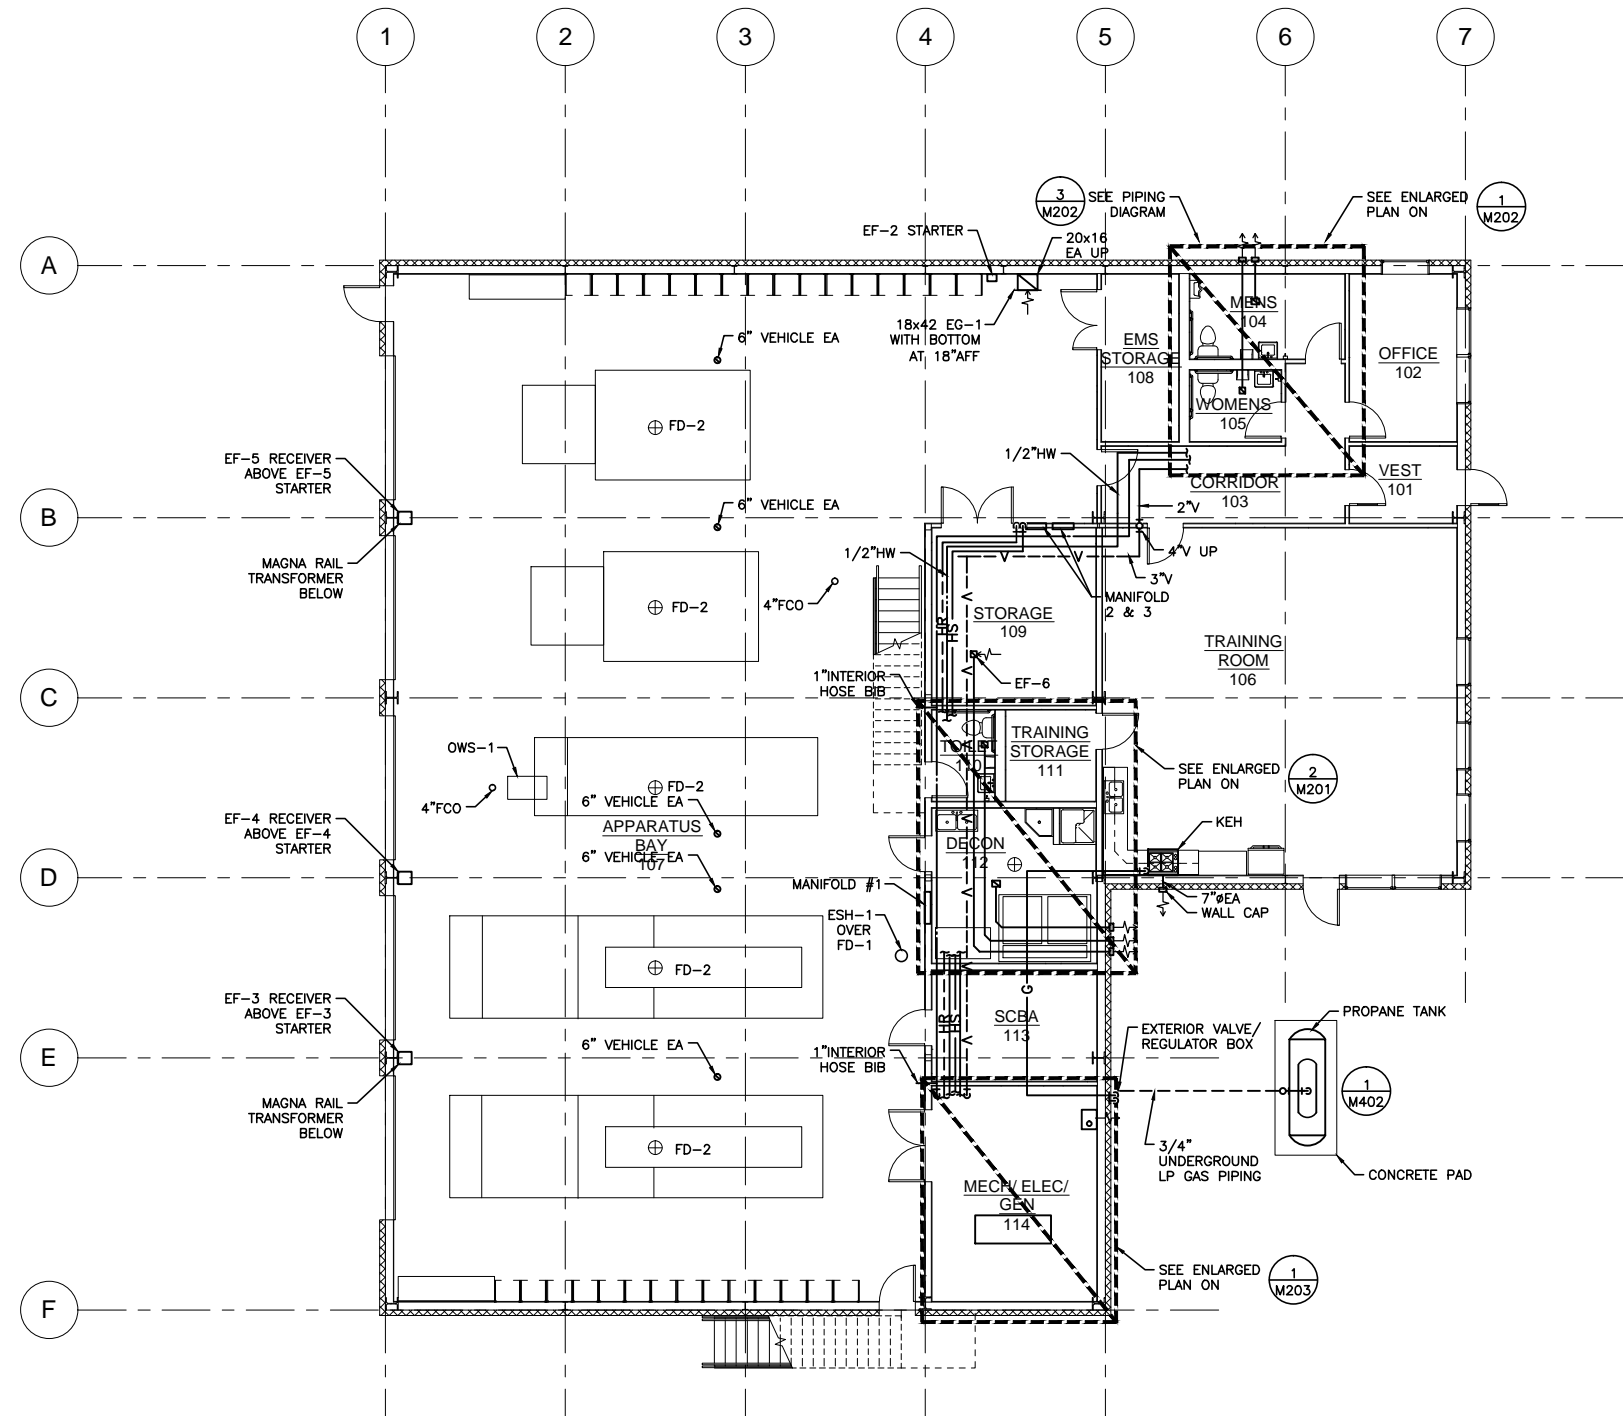 1
2
3
4
5
6
7
3
M202
SEE PIPING
DIAGRAM
SEE ENLARGED
PLAN ON
1
M202
EF-2 STARTER
20x16
EA UP
A
18x42 EG-1
WITH BOTTOM
AT 18"AFF
MENS
104
EMS
STORAGE
108
OFFICE
102
6" VEHICLE EA
FD-2
WOMENS
105
EF-5 RECEIVER
ABOVE EF-5
STARTER
1/2"HW
VEST
101
CORRIDOR
103
6" VEHICLE EA
2"V
B
4"V UP
MAGNA RAIL
TRANSFORMER
BELOW
1/2"HW
V
V
3"V
MANIFOLD
2 & 3
4"FCO
FD-2
V
STORAGE
109
HR
HS
TRAINING
ROOM
106
V
EF-6
1"INTERIOR
HOSE BIB
C
TOILET
110
TRAINING
STORAGE
111
V
OWS-1
SEE ENLARGED
PLAN ON
2
M201
4"FCO
FD-2
6" VEHICLE EA
EF-4 RECEIVER
ABOVE EF-4
STARTER
APPARATUS
BAY
107
V
KEH
DECON
112
6" VEHICLE EA
D
MANIFOLD #1
V
7"øEA
WALL CAP
ESH-1
OVER
FD-1
FD-2
V
G
EF-3 RECEIVER
ABOVE EF-3
STARTER
HR
HS
SCBA
113
V
PROPANE TANK
EXTERIOR VALVE/
REGULATOR BOX
6" VEHICLE EA
1"INTERIOR
HOSE BIB
E
1
M402
MAGNA RAIL
TRANSFORMER
BELOW
FD-2
3/4"
UNDERGROUND
LP GAS PIPING
CONCRETE PAD
MECH/ ELEC/
GEN
114
SEE ENLARGED
PLAN ON
1
M203
F